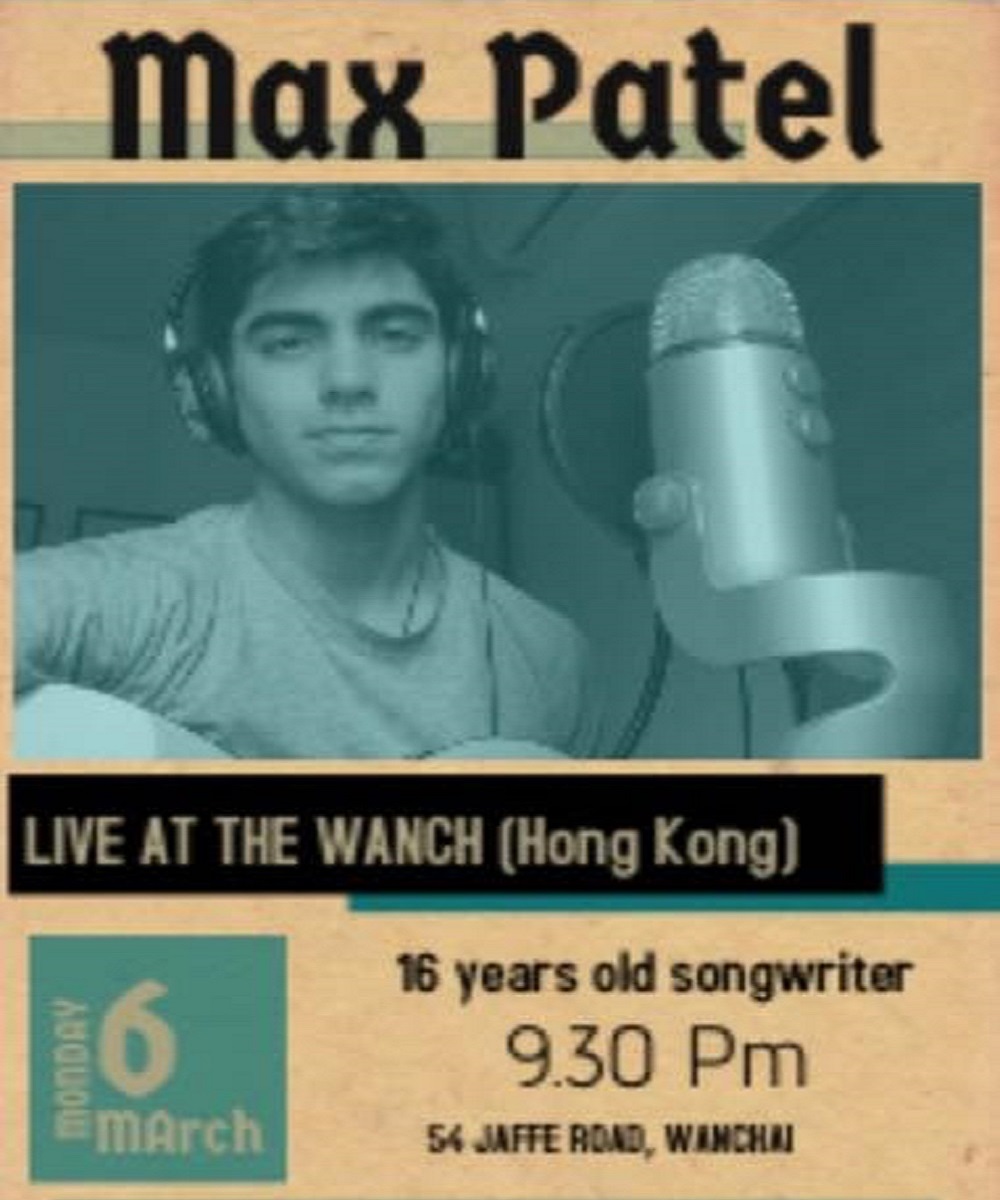 Max Patel
LIVE AT THE WANCH (Hong Kong)
MONDAY
6
MArch
16 years old songwriter
9.30 Pm
54 JAFFE ROAD, WANCHAI